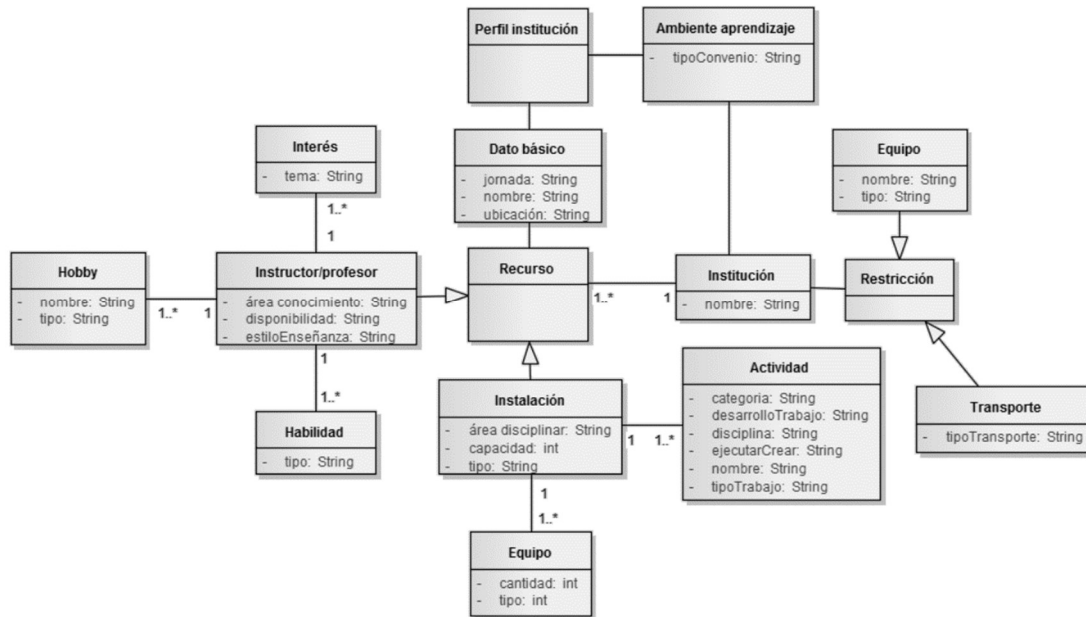 Perfil institución
Ambiente aprendizaje
- tipoConvenio: String
Interés
- tema: String
Dato básico
- jornada: String
- nombre: String
- ubicación: String
Equipo
- nombre: String
- tipo: String
1..*
1
Hobby
- nombre: String
- tipo: String
1..*
1
Instructor/profesor
- área conocimiento: String
- disponibilidad: String
- estiloEnseñanza: String
Recurso
1..*
1
Institución
- nombre: String
Restricción
1
1..*
Habilidad
- tipo: String
Instalación
- área disciplinar: String
- capacidad: int
- tipo: String
1
1..*
Actividad
- categoria: String
- desarrolloTrabajo: String
- disciplina: String
- ejecutarCrear: String
- nombre: String
- tipoTrabajo: String
Transporte
- tipoTransporte: String
1
1..*
Equipo
- cantidad: int
- tipo: int